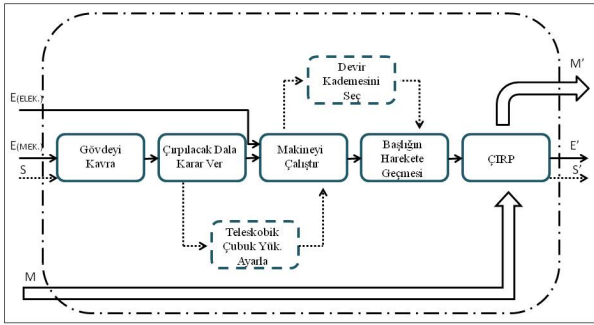 Devir
Kademesini
Seç
M’
E(ELEK.)
E(MEK.)
S
Gövdeyi
Kavra
Çırpılacak Dala
Karar Ver
Makineyi
Çalıştır
Başlığın
Harekete
Geçmesi
ÇIRP
E’
S’
Teleskobik
Çubuk Yük.
Ayarla
M